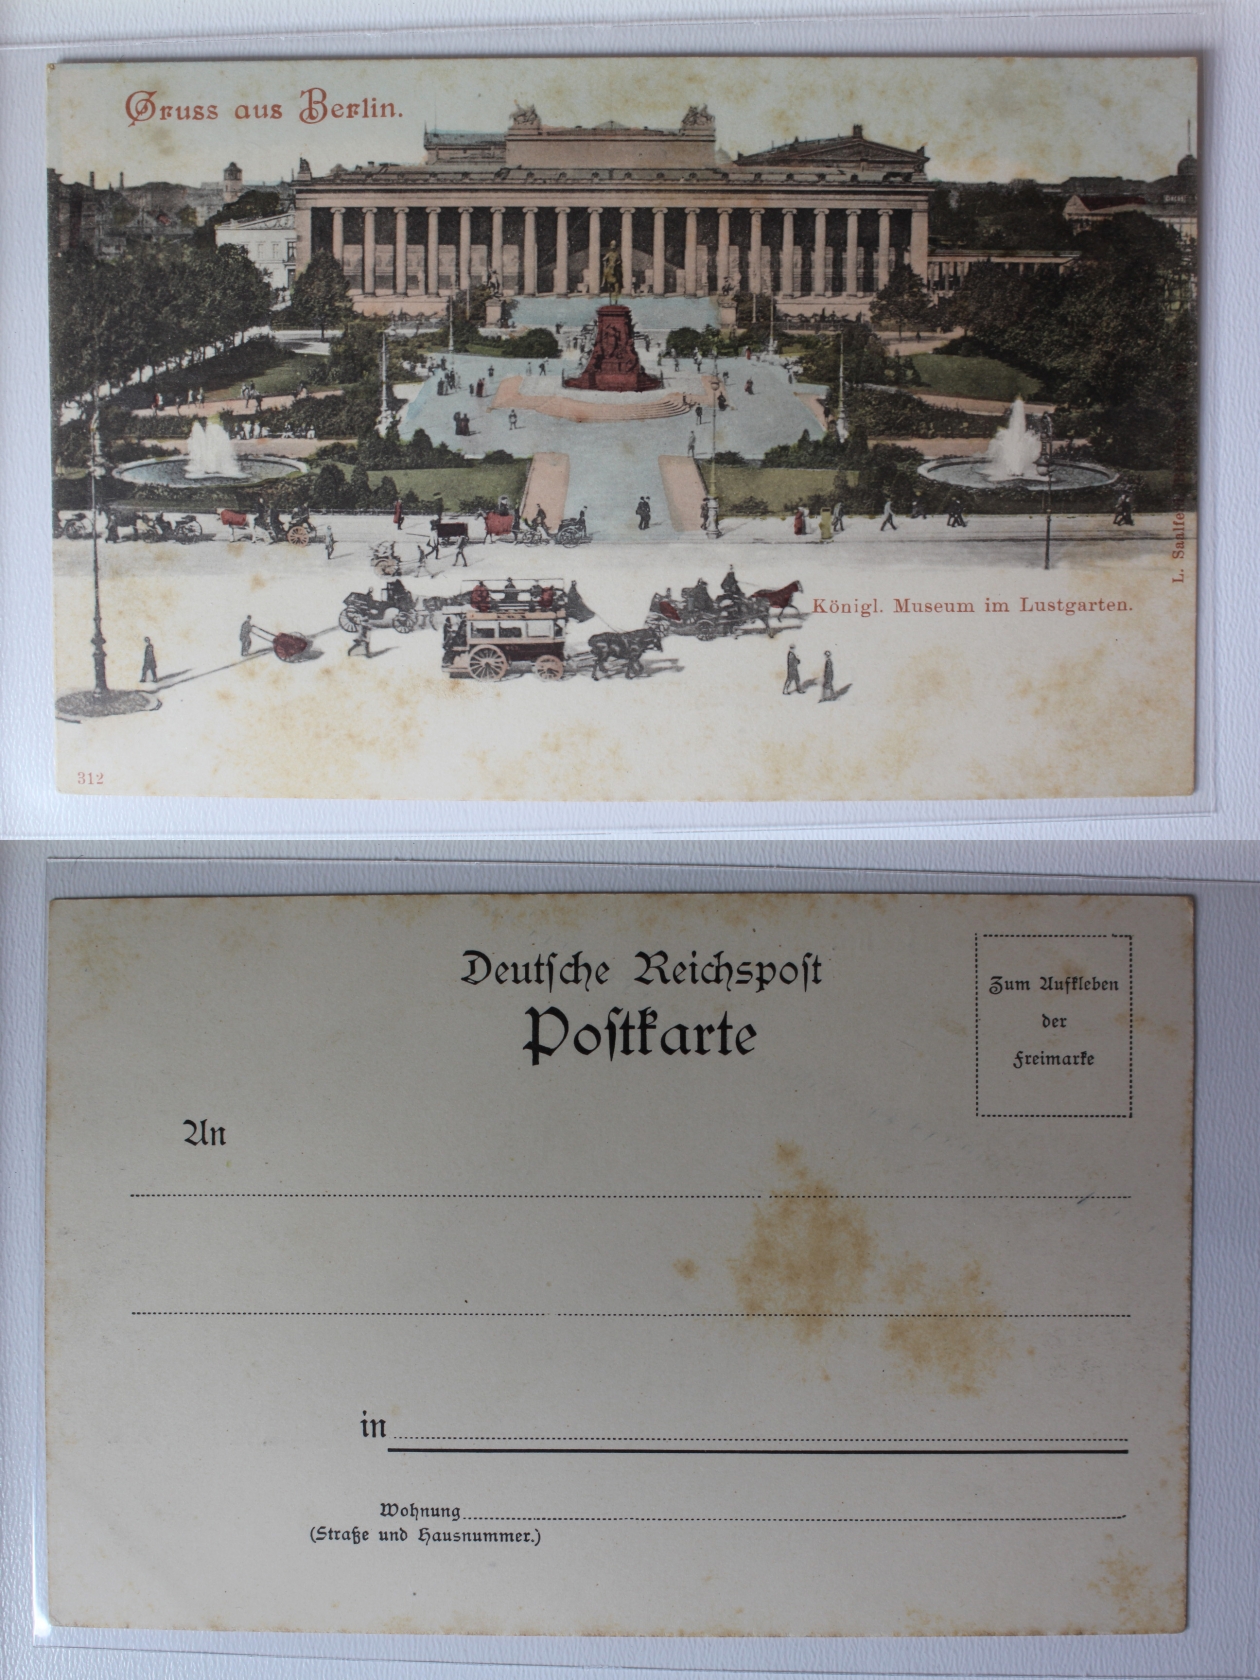 Gruss aus Berlin.
L. Saalfe
Königl. Museum im Lustgarten.
312
Deutſche Reichspoſt
Poſtkarte
Zum Aufkleben
der
Freimarke
An
in
Wohnung
(Straße und Hausnummer.)